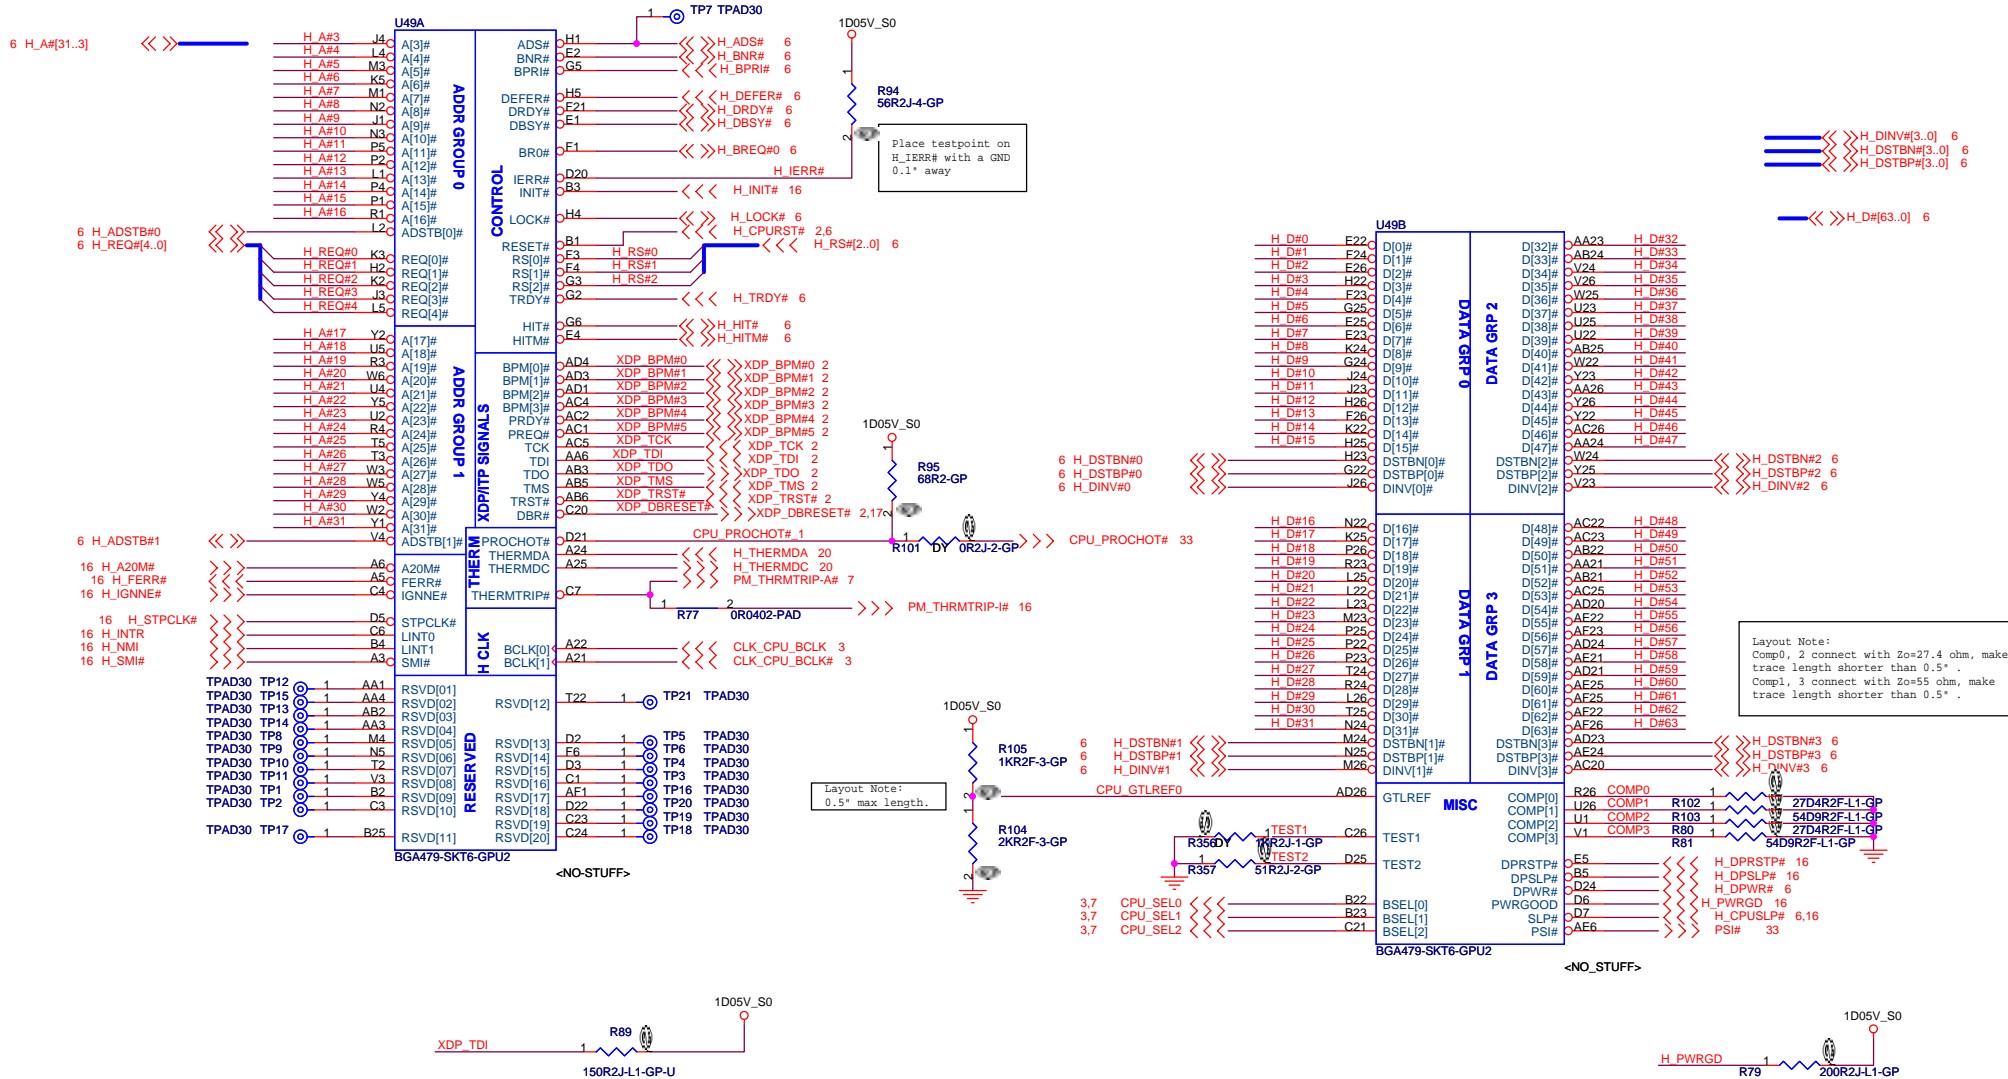 1 TP7 TPAD30
U49A
6 H_A#[31..3]
H_A#3 J4 A[3]# ADS# H1 H_ADS# 6
H_A#4 L4 A[4]# BNR# E2 H_BNR# 6
H_A#5 M3 A[5]# BPRI# G5 H_BPRI# 6
H_A#6 K5 A[6]#
H_A#7 M1 A[7]# DEFER# H5 H_DEFER# 6
H_A#8 N2 A[8]# DRDY# F21 H_DRDY# 6
H_A#9 J1 A[9]# DBSY# E1 H_DBSY# 6
H_A#10 N3 A[10]#
H_A#11 P5 A[11]# BR0# F1 H_BREQ#0 6
H_A#12 P2 A[12]#
H_A#13 L1 A[13]# IERR# D20 H_IERR#
H_A#14 P4 A[14]# INIT# B3 H_INIT# 16
H_A#15 P1 A[15]#
H_A#16 R1 A[16]# LOCK# H4 H_LOCK# 6
6 H_ADSTB#0 L2 ADSTB[0]#
6 H_REQ#[4..0] RESET# B1 H_CPURST# 2,6
H_REQ#0 K3 REQ[0]# RS[0]# F3 H_RS#0 H_RS#[2..0] 6
H_REQ#1 H2 REQ[1]# RS[1]# F4 H_RS#1
H_REQ#2 K2 REQ[2]# RS[2]# G3 H_RS#2
H_REQ#3 J3 REQ[3]# TRDY# G2 H_TRDY# 6
H_REQ#4 L5 REQ[4]#
HIT# G6 H_HIT# 6
HITM# E4 H_HITM# 6
ADDR GROUP 0
CONTROL
H_A#17 Y2 A[17]#
H_A#18 U5 A[18]#
H_A#19 R3 A[19]# BPM[0]# AD4 XDP_BPM#0 XDP_BPM#0 2
H_A#20 W6 A[20]# BPM[1]# AD3 XDP_BPM#1 XDP_BPM#1 2
H_A#21 U4 A[21]# BPM[2]# AD1 XDP_BPM#2 XDP_BPM#2 2
H_A#22 Y5 A[22]# BPM[3]# AC4 XDP_BPM#3 XDP_BPM#3 2
H_A#23 U2 A[23]# PRDY# AC2 XDP_BPM#4 XDP_BPM#4 2
H_A#24 R4 A[24]# PREQ# AC1 XDP_BPM#5 XDP_BPM#5 2
H_A#25 T5 A[25]# TCK AC5 XDP_TCK XDP_TCK 2
H_A#26 T3 A[26]# TDI AA6 XDP_TDI XDP_TDI 2
H_A#27 W3 A[27]# TDO AB3 XDP_TDO XDP_TDO 2
H_A#28 W5 A[28]# TMS AB5 XDP_TMS XDP_TMS 2
H_A#29 Y4 A[29]# TRST# AB6 XDP_TRST# XDP_TRST# 2
H_A#30 W2 A[30]# DBR# C20 XDP_DBRESET# XDP_DBRESET# 2,17
H_A#31 Y1 A[31]#
6 H_ADSTB#1 V4 ADSTB[1]# PROCHOT# D21 CPU_PROCHOT#_1
ADDR GROUP 1
XDP/ITP SIGNALS
THERM
THERMDA A24 H_THERMDA 20
THERMDC A25 H_THERMDC 20
16 H_A20M# A6 A20M#
16 H_FERR# A5 FERR# PM_THRMTRIP-A# 7
16 H_IGNNE# C4 IGNNE# THERMTRIP# C7
1 R77 2 0R0402-PAD PM_THRMTRIP-I# 16
16 H_STPCLK# D5 STPCLK#
16 H_INTR C6 LINT0
16 H_NMI B4 LINT1 BCLK[0] A22 CLK_CPU_BCLK 3
16 H_SMI# A3 SMI# BCLK[1] A21 CLK_CPU_BCLK# 3
H CLK
TPAD30 TP12 1 AA1 RSVD[01]
TPAD30 TP15 1 AA4 RSVD[02] RSVD[12] T22 1 TP21 TPAD30
TPAD30 TP13 1 AB2 RSVD[03]
TPAD30 TP14 1 AA3 RSVD[04]
TPAD30 TP8 1 M4 RSVD[05] RSVD[13] D2 1 TP5 TPAD30
TPAD30 TP9 1 N5 RSVD[06] RSVD[14] F6 1 TP6 TPAD30
TPAD30 TP10 1 T2 RSVD[07] RSVD[15] D3 1 TP4 TPAD30
TPAD30 TP11 1 V3 RSVD[08] RSVD[16] C1 1 TP3 TPAD30
TPAD30 TP1 1 B2 RSVD[09] RSVD[17] AF1 1 TP16 TPAD30
TPAD30 TP2 1 C3 RSVD[10] RSVD[18] D22 1 TP20 TPAD30
RSVD[19] C23 1 TP19 TPAD30
TPAD30 TP17 1 B25 RSVD[11] RSVD[20] C24 1 TP18 TPAD30
RESERVED
BGA479-SKT6-GPU2
<NO-STUFF>
1D05V_S0
1 2
R94
56R2J-4-GP
Place testpoint on
H_IERR# with a GND
0.1" away
1D05V_S0
1 2
R95
68R2-GP
1 R101 DY 0R2J-2-GP CPU_PROCHOT# 33
H_DINV#[3..0] 6
H_DSTBN#[3..0] 6
H_DSTBP#[3..0] 6
H_D#[63..0] 6
U49B
H_D#0 E22 D[0]# D[32]# AA23 H_D#32
H_D#1 F24 D[1]# D[33]# AB24 H_D#33
H_D#2 E26 D[2]# D[34]# V24 H_D#34
H_D#3 H22 D[3]# D[35]# V26 H_D#35
H_D#4 F23 D[4]# D[36]# W25 H_D#36
H_D#5 G25 D[5]# D[37]# U23 H_D#37
H_D#6 E25 D[6]# D[38]# U25 H_D#38
H_D#7 E23 D[7]# D[39]# U22 H_D#39
H_D#8 K24 D[8]# D[40]# AB25 H_D#40
H_D#9 G24 D[9]# D[41]# W22 H_D#41
H_D#10 J24 D[10]# D[42]# Y23 H_D#42
H_D#11 J23 D[11]# D[43]# AA26 H_D#43
H_D#12 H26 D[12]# D[44]# Y26 H_D#44
H_D#13 F26 D[13]# D[45]# Y22 H_D#45
H_D#14 K22 D[14]# D[46]# AC26 H_D#46
H_D#15 H25 D[15]# D[47]# AA24 H_D#47
6 H_DSTBN#0 H23 DSTBN[0]# DSTBN[2]# W24 H_DSTBN#2 6
6 H_DSTBP#0 G22 DSTBP[0]# DSTBP[2]# Y25 H_DSTBP#2 6
6 H_DINV#0 J26 DINV[0]# DINV[2]# V23 H_DINV#2 6
DATA GRP 0
DATA GRP 2
H_D#16 N22 D[16]# D[48]# AC22 H_D#48
H_D#17 K25 D[17]# D[49]# AC23 H_D#49
H_D#18 P26 D[18]# D[50]# AB22 H_D#50
H_D#19 R23 D[19]# D[51]# AA21 H_D#51
H_D#20 L25 D[20]# D[52]# AB21 H_D#52
H_D#21 L22 D[21]# D[53]# AC25 H_D#53
H_D#22 L23 D[22]# D[54]# AD20 H_D#54
H_D#23 M23 D[23]# D[55]# AE22 H_D#55
H_D#24 P25 D[24]# D[56]# AF23 H_D#56
H_D#25 P22 D[25]# D[57]# AD24 H_D#57
H_D#26 P23 D[26]# D[58]# AE21 H_D#58
H_D#27 T24 D[27]# D[59]# AD21 H_D#59
H_D#28 R24 D[28]# D[60]# AE25 H_D#60
H_D#29 L26 D[29]# D[61]# AF25 H_D#61
H_D#30 T25 D[30]# D[62]# AF22 H_D#62
H_D#31 N24 D[31]# D[63]# AF26 H_D#63
6 H_DSTBN#1 M24 DSTBN[1]# DSTBN[3]# AD23 H_DSTBN#3 6
6 H_DSTBP#1 N25 DSTBP[1]# DSTBP[3]# AE24 H_DSTBP#3 6
6 H_DINV#1 M26 DINV[1]# DINV[3]# AC20 H_DINV#3 6
DATA GRP 1
DATA GRP 3
Layout Note:
Comp0, 2 connect with Zo=27.4 ohm, make
trace length shorter than 0.5" .
Comp1, 3 connect with Zo=55 ohm, make
trace length shorter than 0.5" .
1D05V_S0
1 2
R105
1KR2F-3-GP
Layout Note:
0.5" max length.
1 2
R104
2KR2F-3-GP
CPU_GTLREF0 AD26 GTLREF MISC COMP[0] R26 COMP0 R102 1 27D4R2F-L1-GP
COMP[1] U26 COMP1 R103 1 54D9R2F-L1-GP
COMP[2] U1 COMP2 R80 1 27D4R2F-L1-GP
COMP[3] V1 COMP3 R81 1 54D9R2F-L1-GP
R356 DY 1KR2J-1-GP 1 TEST1 C26 TEST1
R357 1 51R2J-2-GP TEST2 D25 TEST2
DPRSTP# E5 H_DPRSTP# 16
DPSLP# B5 H_DPSLP# 16
DPWR# D24 H_DPWR# 6
3,7 CPU_SEL0 B22 BSEL[0] PWRGOOD D6 H_PWRGD 16
3,7 CPU_SEL1 B23 BSEL[1] SLP# D7 H_CPUSLP# 6,16
3,7 CPU_SEL2 C21 BSEL[2] PSI# AE6 PSI# 33
BGA479-SKT6-GPU2
<NO_STUFF>
1D05V_S0
XDP_TDI 1 R89
150R2J-L1-GP-U
1D05V_S0
H_PWRGD 1 R79 200R2J-L1-GP